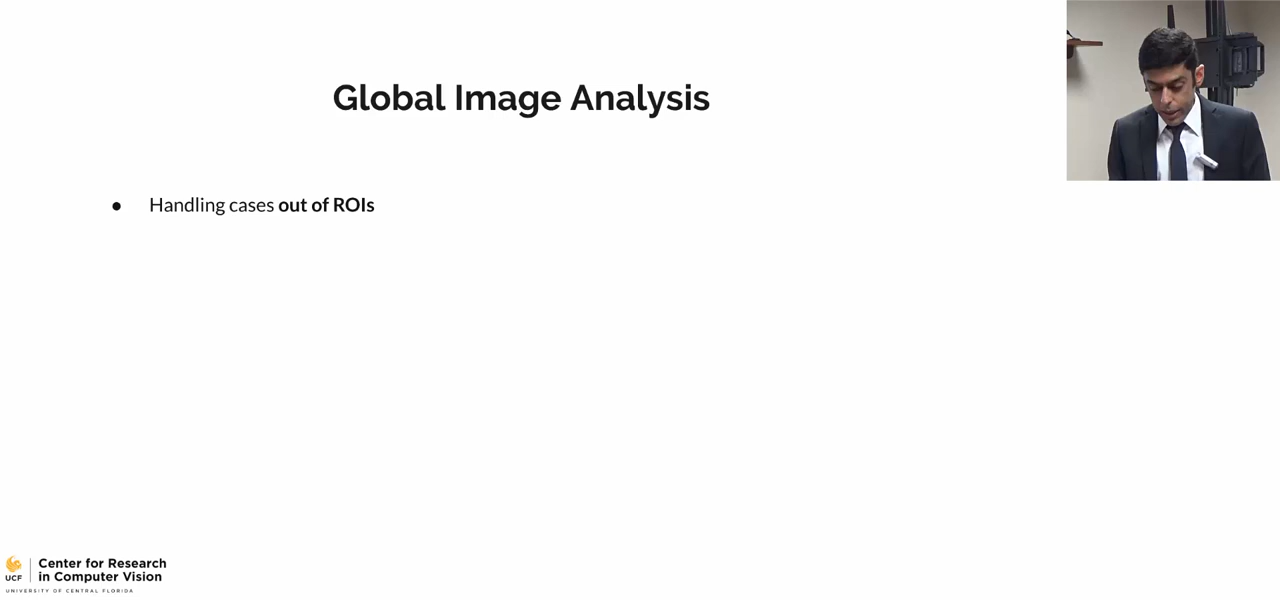 Global Image Analysis
● Handling cases out of ROIs
UCF
Center for Research
in Computer Vision
UNIVERSITY OF CENTRAL FLORIDA